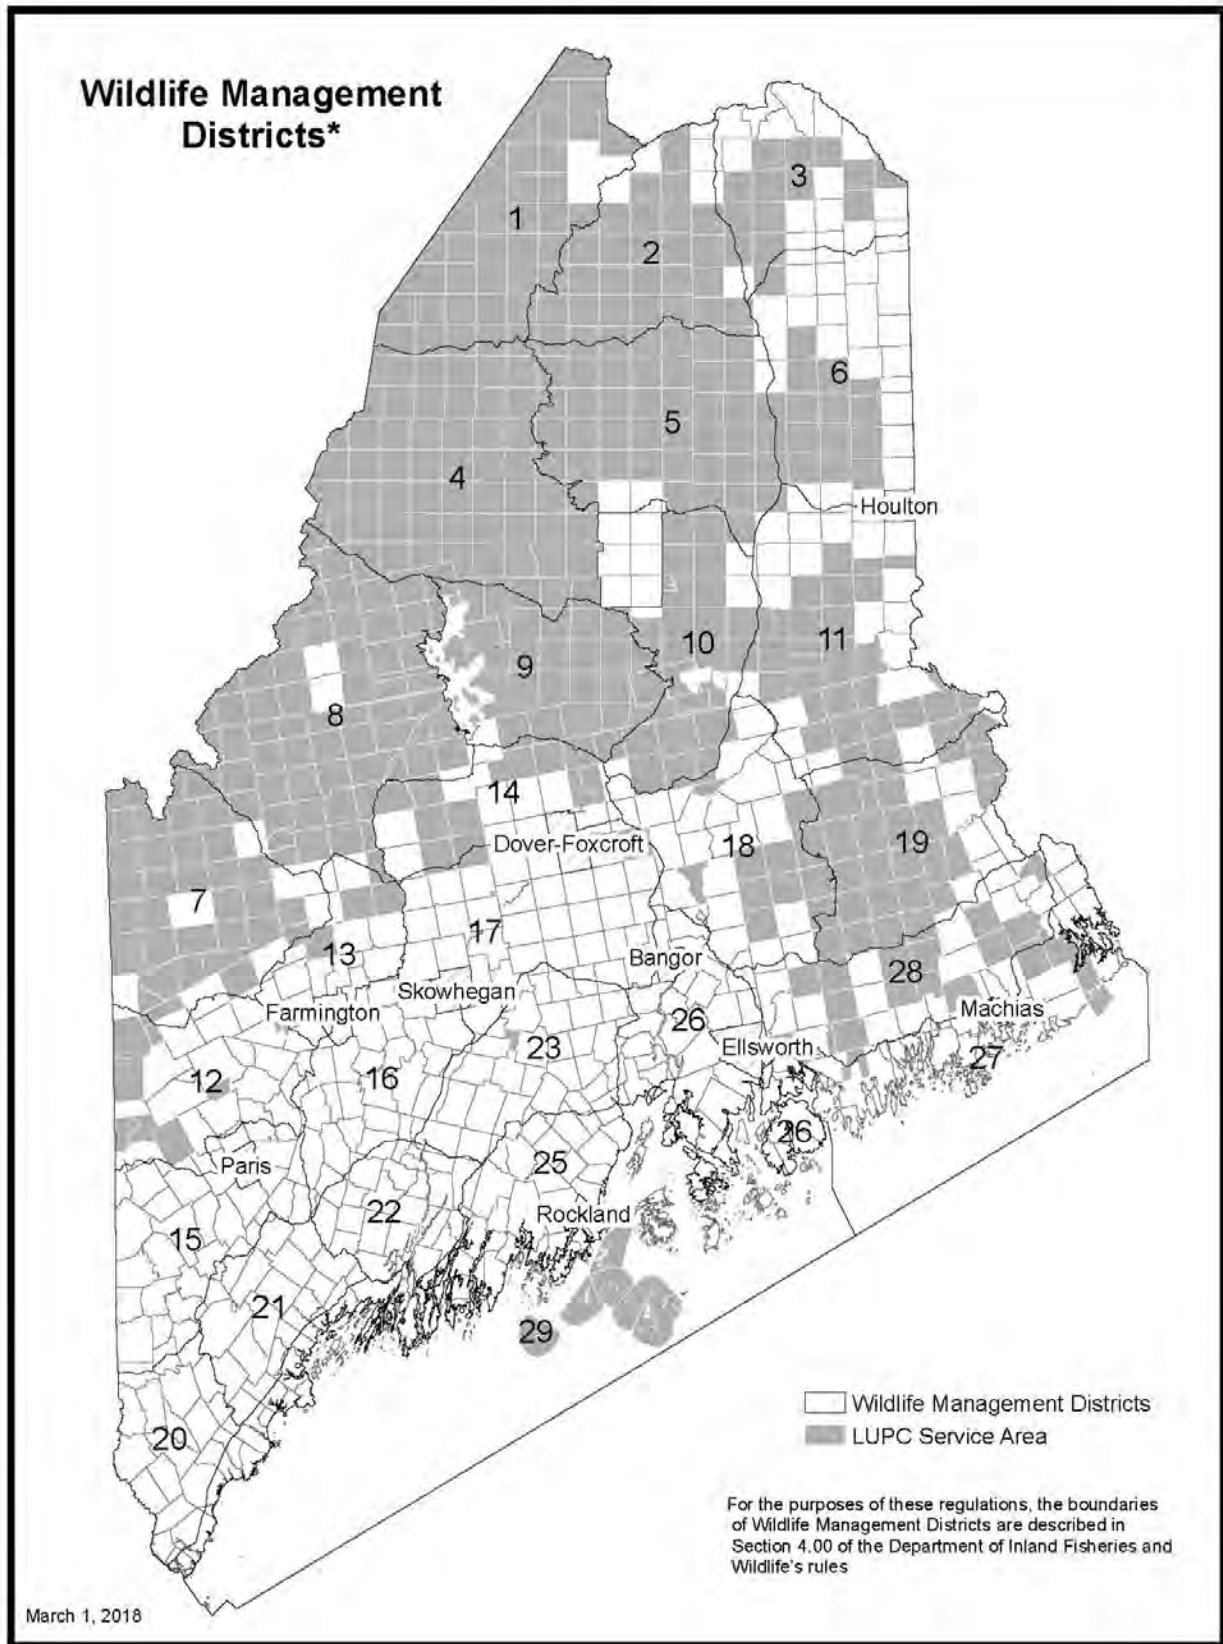 Wildlife Management
Districts*
1
2
3
4
5
6
Houlton
7
8
9
10
11
12
13
14
Dover-Foxcroft
15
16
17
18
19
20
21
22
23
25
26
26
27
28
29
Bangor
Skowhegan
Farmington
Machias
Ellsworth
Paris
Rockland
Wildlife Management Districts
LUPC Service Area
For the purposes of these regulations, the boundaries
of Wildlife Management Districts are described in
Section 4.00 of the Department of Inland Fisheries and
Wildlife's rules
March 1, 2018